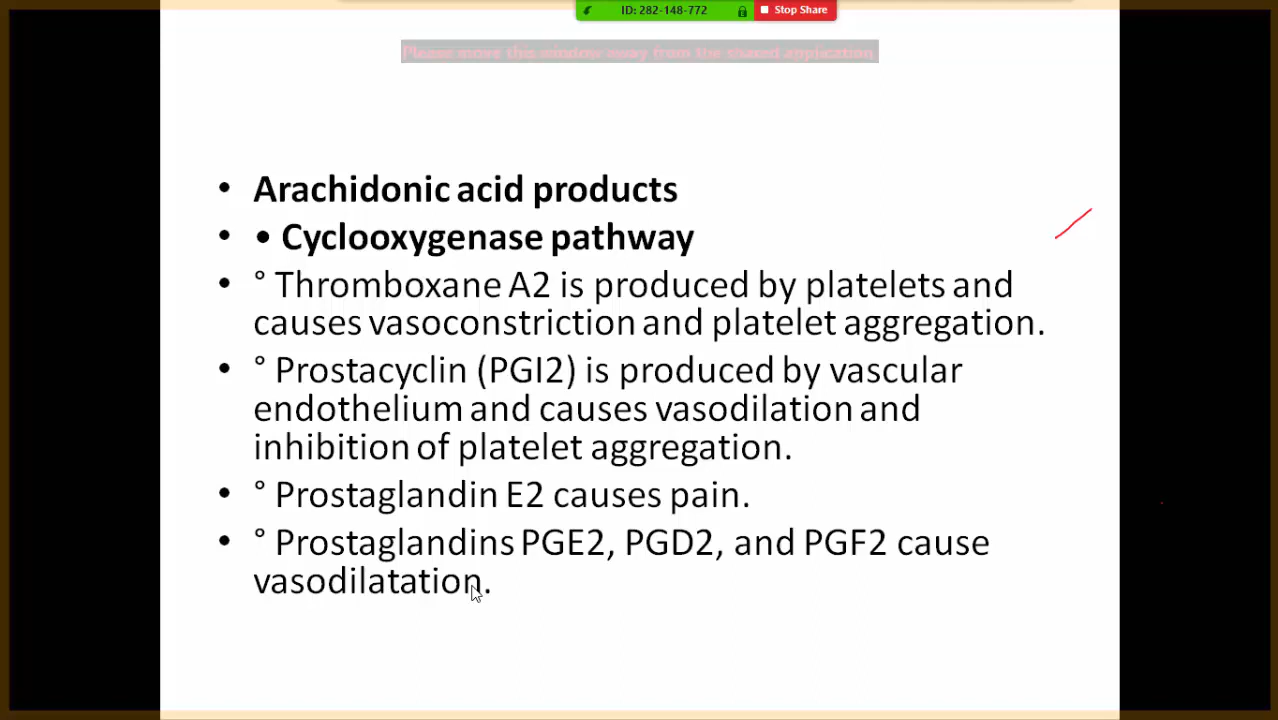 ID: 282-148-772
Stop Share
Please move this window away from the shared application.
• Arachidonic acid products
• • Cyclooxygenase pathway
• ° Thromboxane A2 is produced by platelets and
causes vasoconstriction and platelet aggregation.
• ° Prostacyclin (PGI2) is produced by vascular
endothelium and causes vasodilation and
inhibition of platelet aggregation.
• ° Prostaglandin E2 causes pain.
• ° Prostaglandins PGE2, PGD2, and PGF2 cause
vasodilatation.